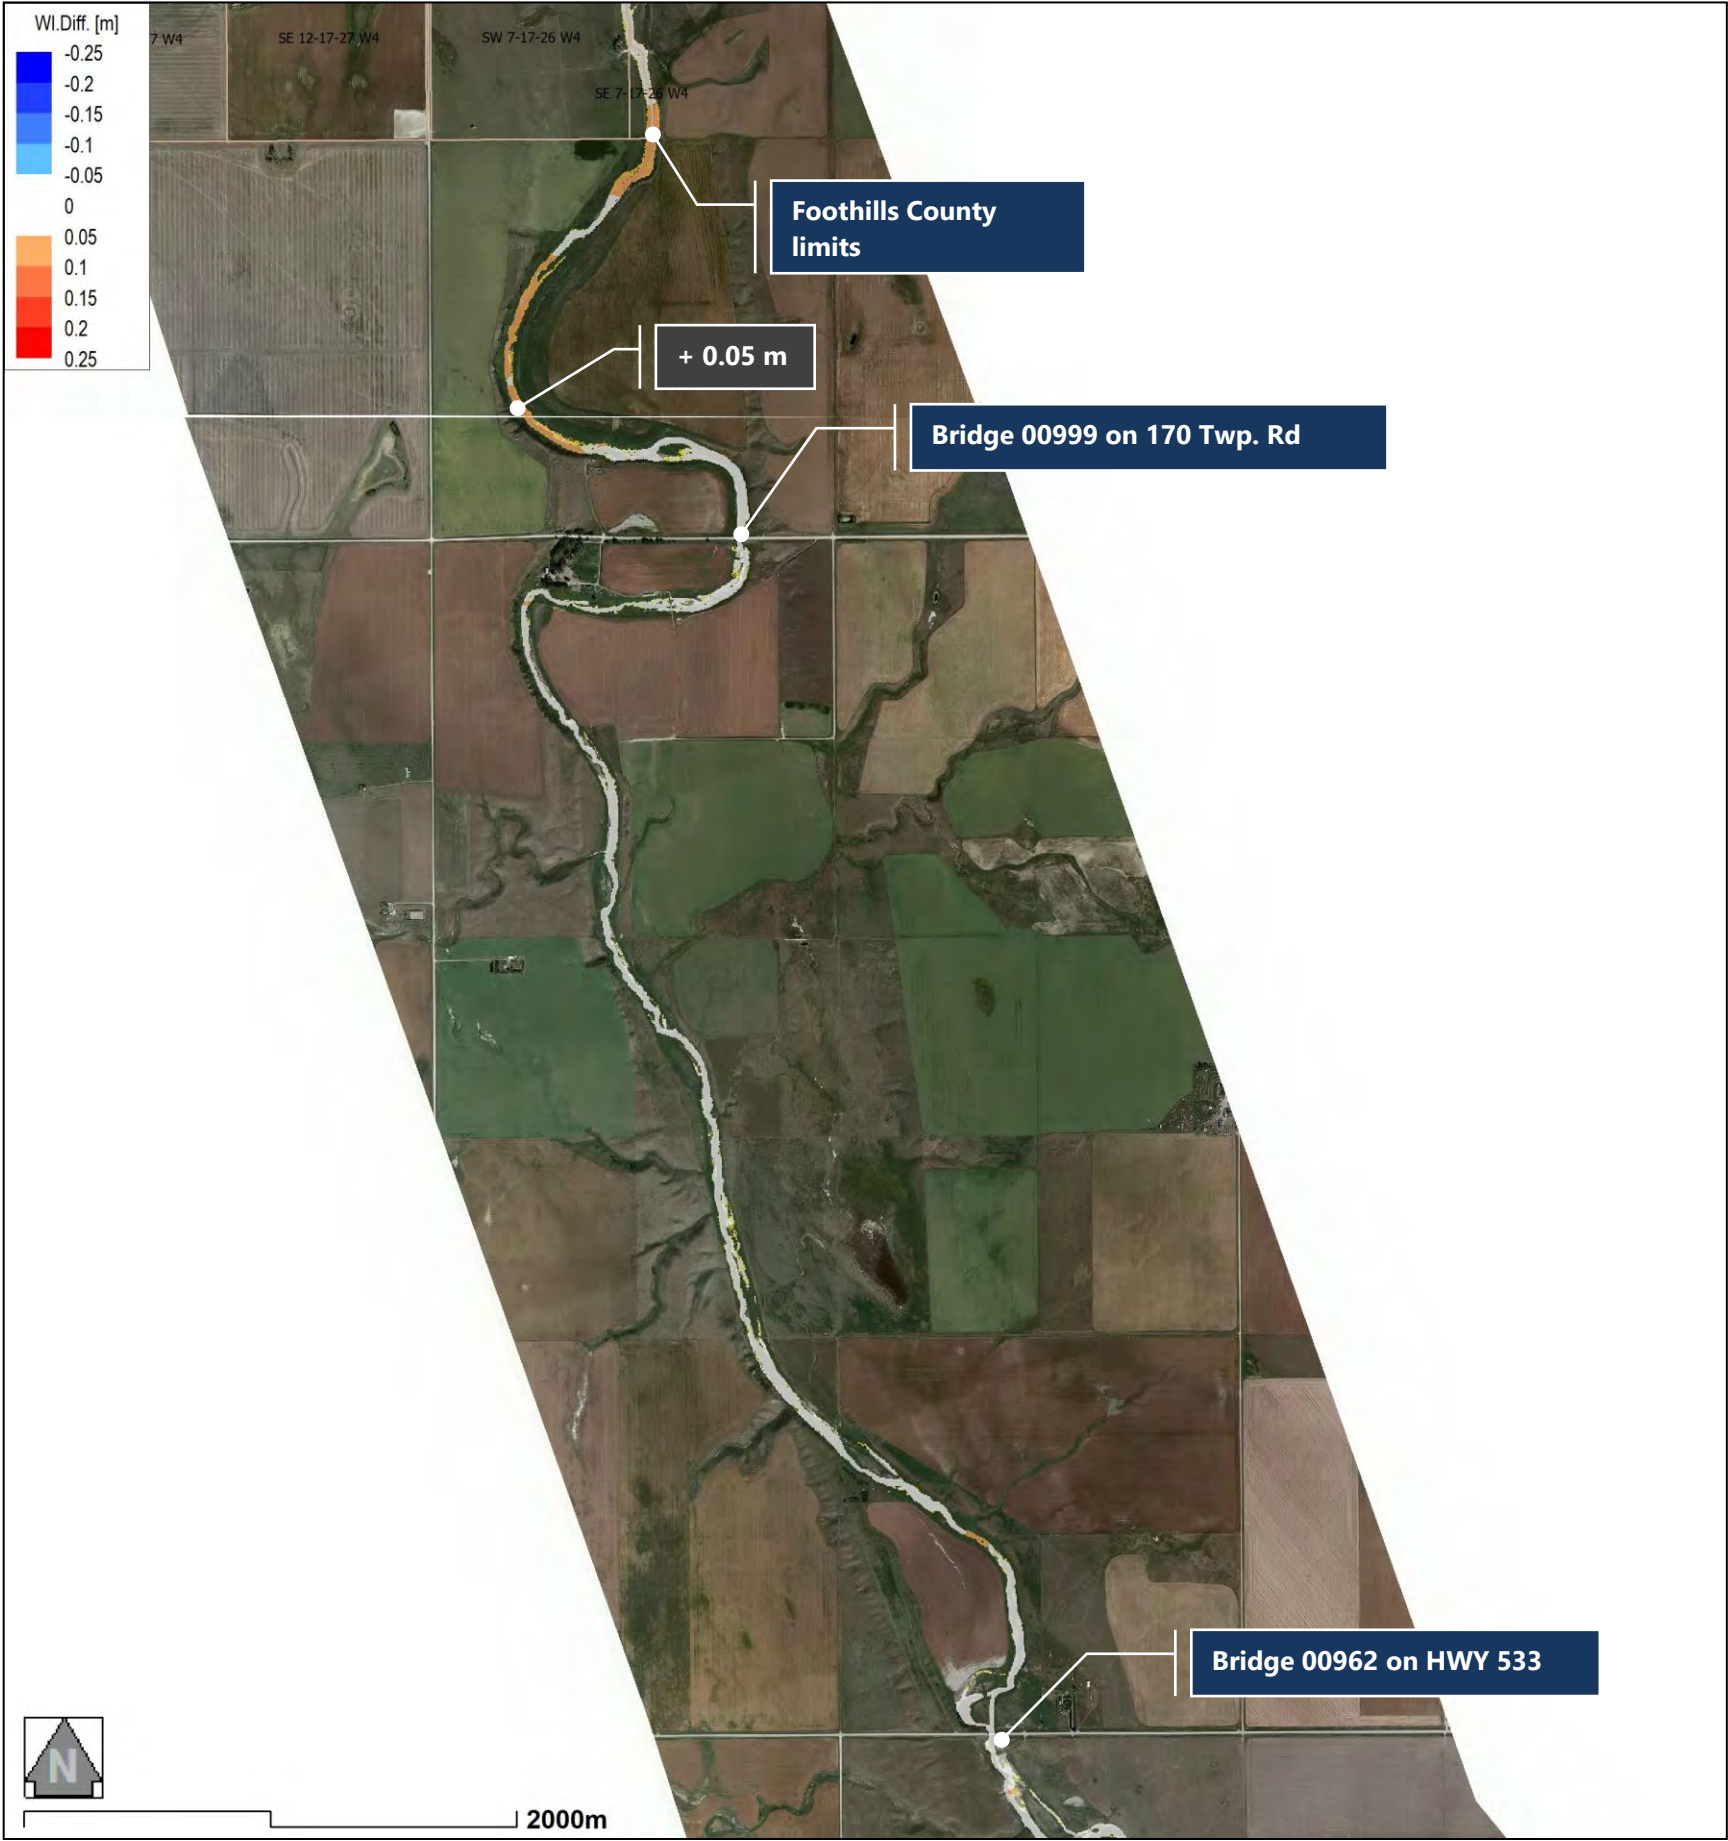 Wl.Diff. [m]
-0.25
-0.2
-0.15
-0.1
-0.05
0
0.05
0.1
0.15
0.2
0.25
7 W4
SE 12-17-27 W4
SW 7-17-26 W4
SE 7-17-26 W4
Foothills County
limits
+ 0.05 m
Bridge 00999 on 170 Twp. Rd
Bridge 00962 on HWY 533
N
2000m